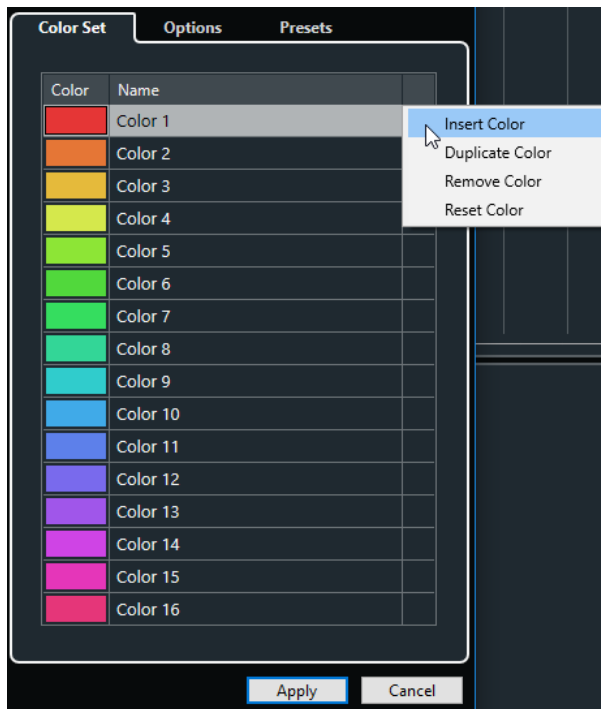 Color Set Options Presets
Color Name
Color 1
Insert Color
Color 2
Duplicate Color
Color 3
Remove Color
Color 4
Reset Color
Color 5
Color 6
Color 7
Color 8
Color 9
Color 10
Color 11
Color 12
Color 13
Color 14
Color 15
Color 16
Apply Cancel